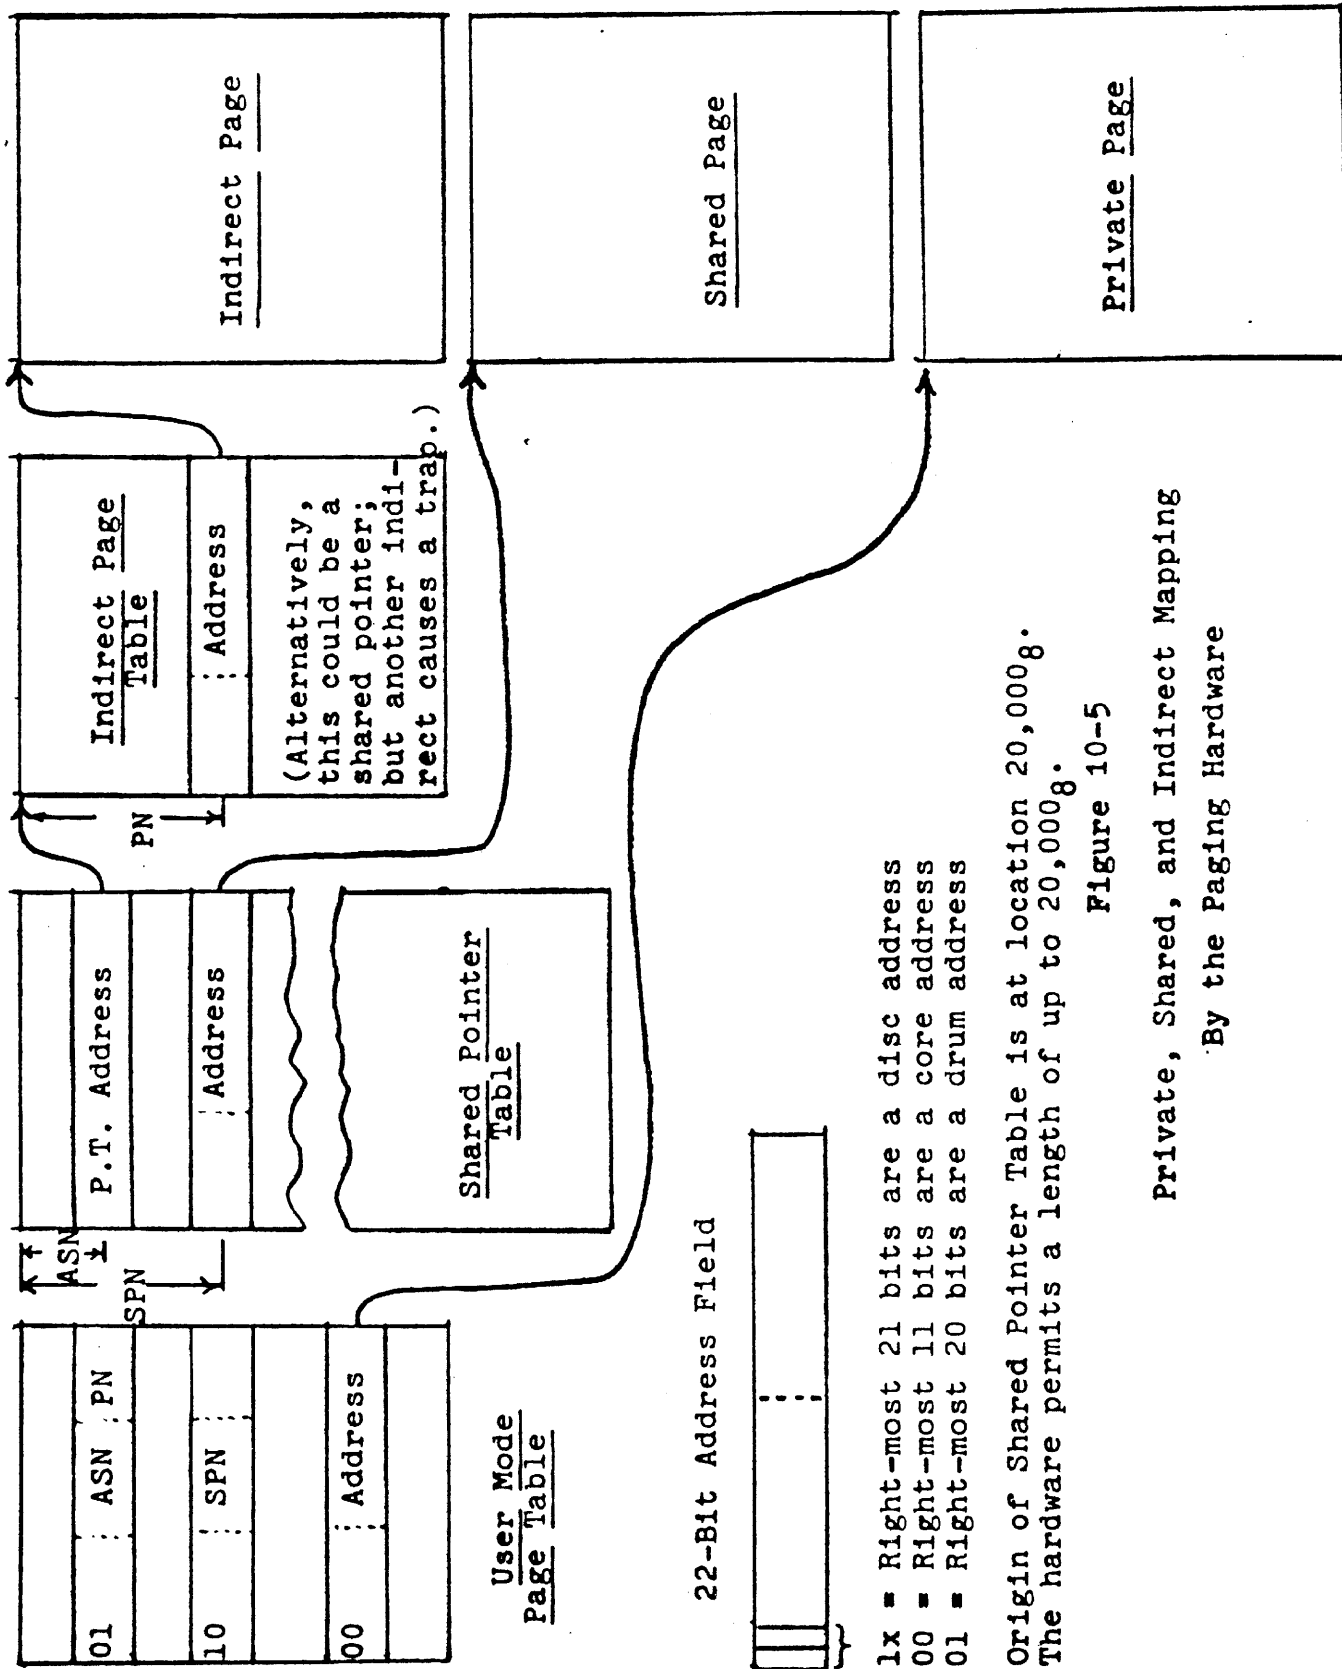 01 ASN PN
10 SPN
00 Address
User Mode
Page Table
ASN
SPN
P.T. Address
Address
Shared Pointer
Table
PN
Indirect Page
Table
Address
(Alternatively,
this could be a
shared pointer;
but another indi-
rect causes a trap.)
Indirect Page
Shared Page
Private Page
22-Bit Address Field
1x = Right-most 21 bits are a disc address
00 = Right-most 11 bits are a core address
01 = Right-most 20 bits are a drum address
Origin of Shared Pointer Table is at location 20,000₈.
The hardware permits a length of up to 20,000₈.
Figure 10-5
Private, Shared, and Indirect Mapping
By the Paging Hardware